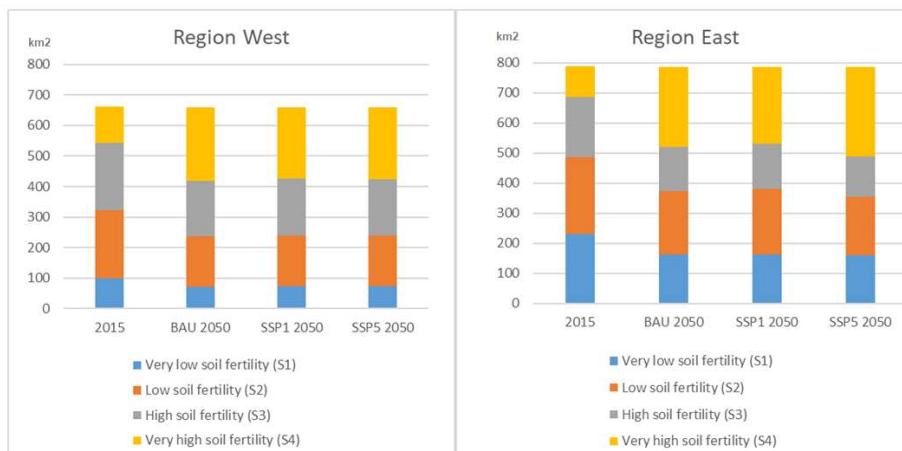 Region West
km2
800
700
600
500
400
300
200
100
0
2015 BAU 2050 SSP1 2050 SSP5 2050
Very low soil fertility (S1)
Low soil fertility (S2)
High soil fertility (S3)
Very high soil fertility (S4)
Region East
km2
800
700
600
500
400
300
200
100
0
2015 BAU 2050 SSP1 2050 SSP5 2050
Very low soil fertility (S1)
Low soil fertility (S2)
High soil fertility (S3)
Very high soil fertility (S4)